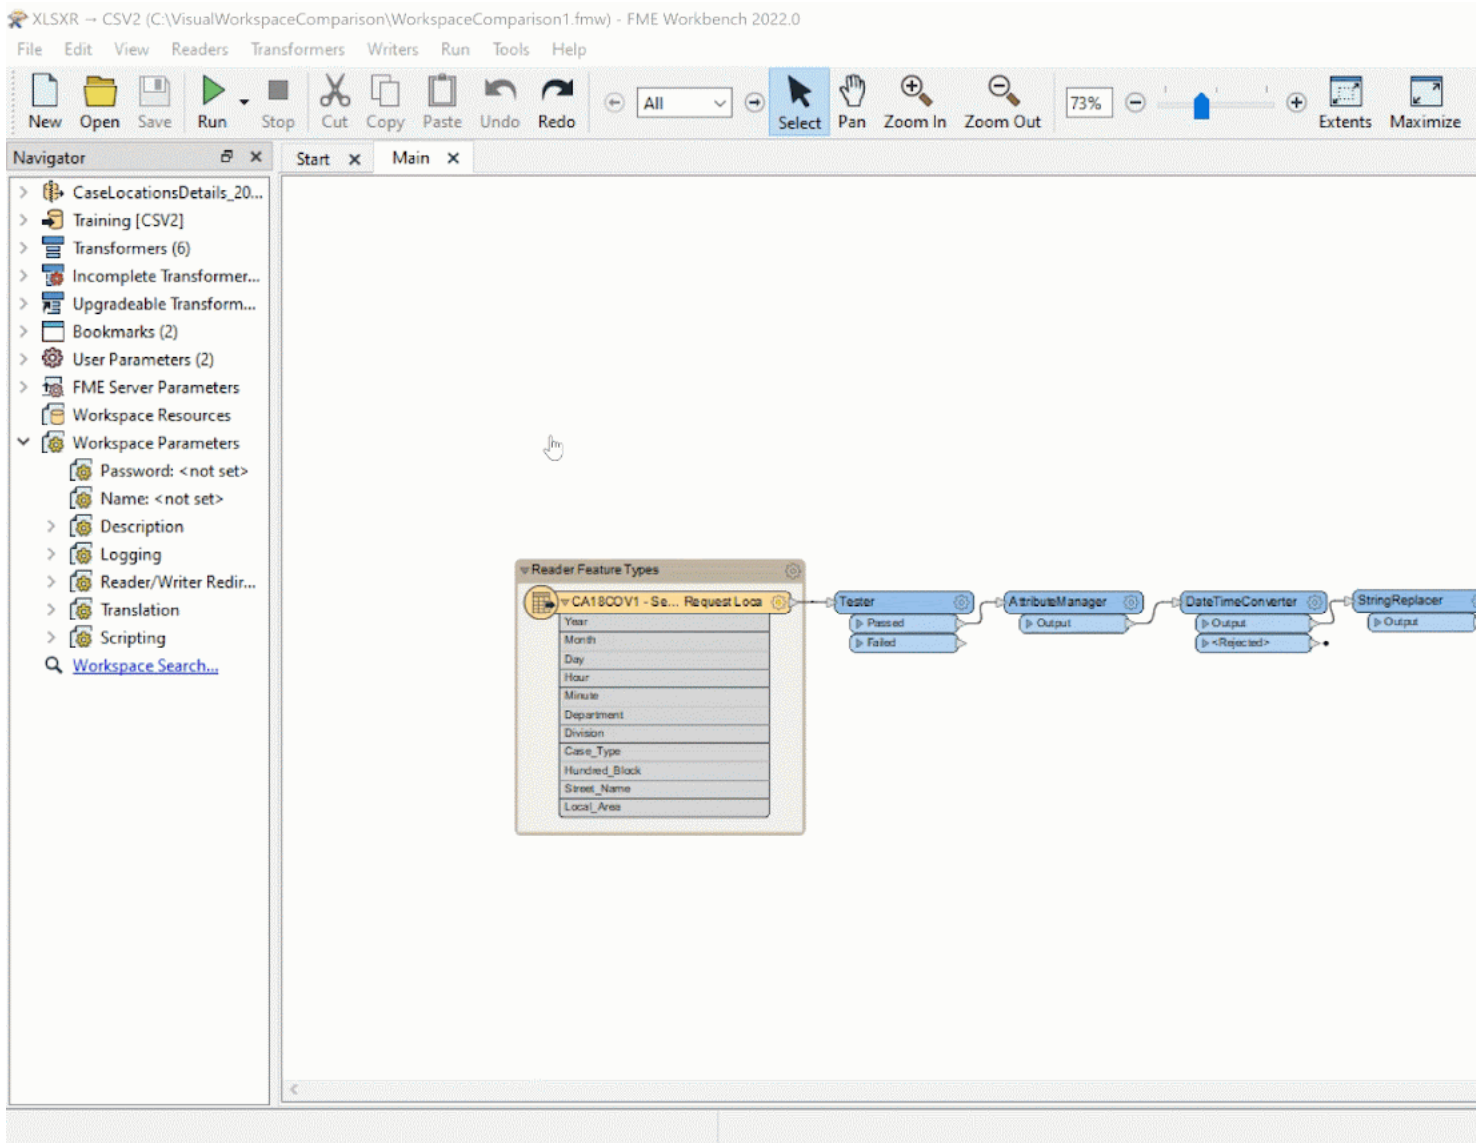 XLSXR → CSV2 (C:\VisualWorkspaceComparison\WorkspaceComparison1.fmw) - FME Workbench 2022.0
File Edit View Readers Transformers Writers Run Tools Help
New Open Save Run Stop Cut Copy Paste Undo Redo All Select Pan Zoom In Zoom Out 73% Extents Maximize
Navigator
Start Main
CaseLocationsDetails_20...
Training [CSV2]
Transformers (6)
Incomplete Transformer...
Upgradeable Transform...
Bookmarks (2)
User Parameters (2)
FME Server Parameters
Workspace Resources
Workspace Parameters
Password: <not set>
Name: <not set>
Description
Logging
Reader/Writer Redir...
Translation
Scripting
Workspace Search...
Reader Feature Types
CA18COV1 - Se... Request Loca
Year
Month
Day
Hour
Minute
Department
Division
Case_Type
Hundred_Block
Street_Name
Local_Area
Tester
Passed
Failed
AttributeManager
Output
DateTimeConverter
Output
<Rejected>
StringReplacer
Output